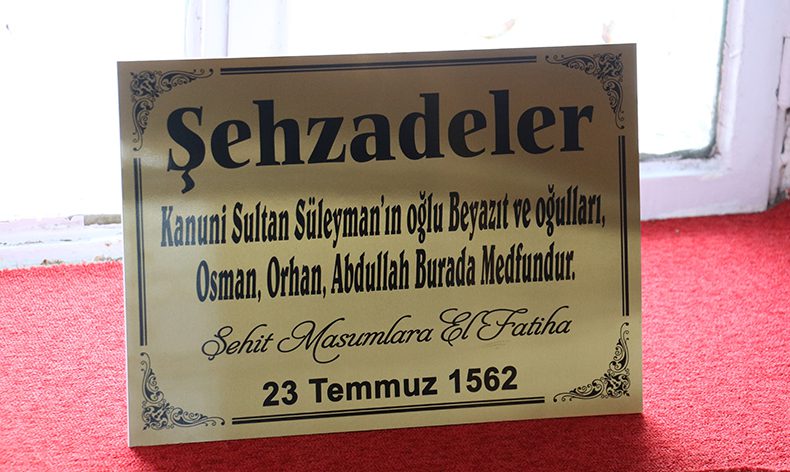 Şehzadeler
Kanuni Sultan Süleyman'ın oğlu Beyazıt ve oğulları,
Osman, Orhan, Abdullah Burada Medfundur.
Şehit Masumlara El Fatiha
23 Temmuz 1562